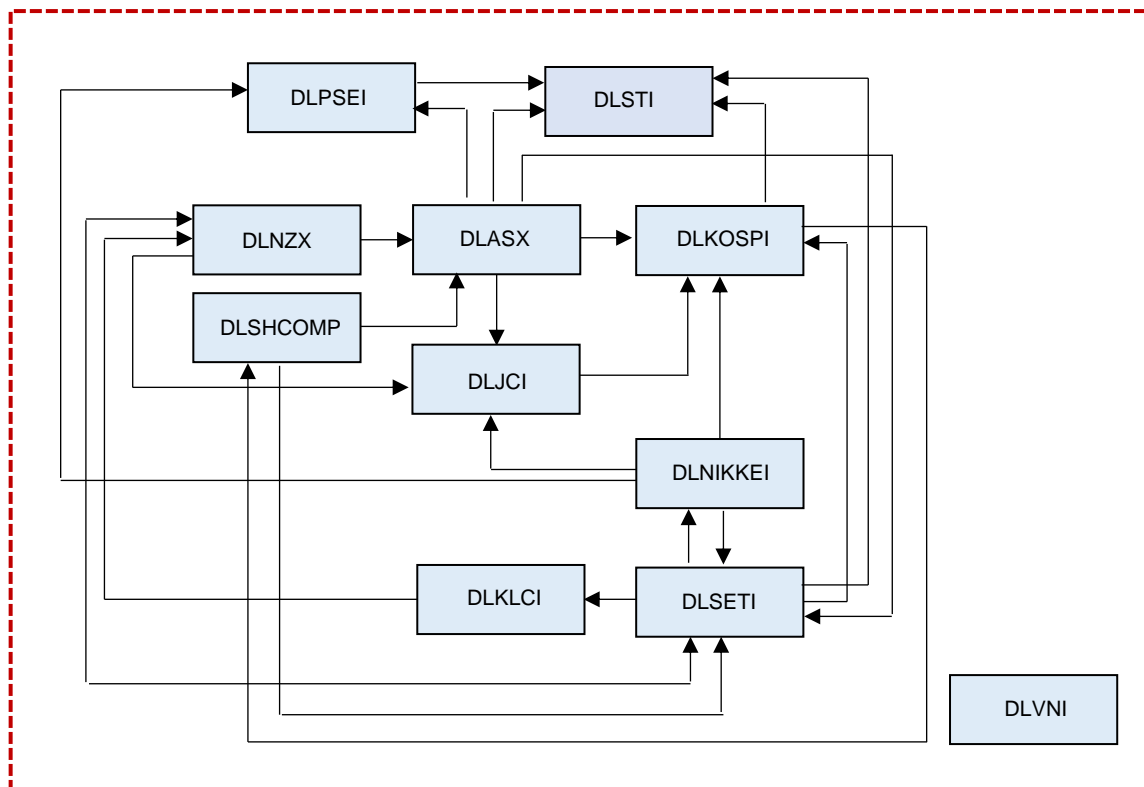 DLPSEI
DLSTI
DLNZX
DLASX
DLKOSPI
DLSHCOMP
DLJCI
DLNIKKEI
DLKLCI
DLSETI
DLVNI